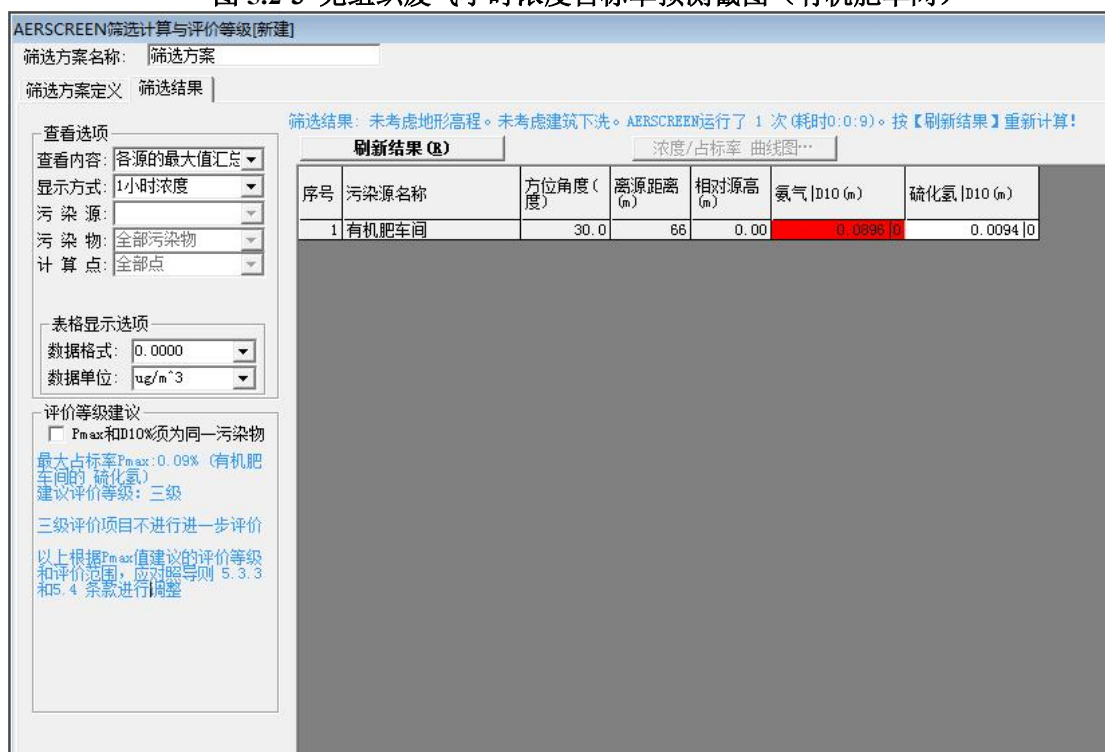 图 5.2-5 无组织废气小时浓度占标率预测截图（有机肥车间）
AERSCREEN筛选计算与评价等级[新建]
筛选方案名称: 筛选方案
筛选方案定义 筛选结果
筛选结果: 未考虑地形高程。未考虑建筑下洗。AERSCREEN运行了 1 次(耗时0:0:9)。按【刷新结果】重新计算!
查看选项
刷新结果(R) 浓度/占标率 曲线图…
查看内容: 各源的最大值汇总
显示方式: 1小时浓度
污 染 源:
污 染 物: 全部污染物
计 算 点: 全部点
序号 污染源名称 方位角度(度) 离源距离(m) 相对源高(m) 氨气|D10(m) 硫化氢|D10(m)
1 有机肥车间 30.0 66 0.00 0.0896|0 0.0094|0
表格显示选项
数据格式: 0.0000
数据单位: ug/m^3
评价等级建议
Pmax和D10%须为同一污染物
最大占标率Pmax:0.09% (有机肥
车间的 硫化氢)
建议评价等级: 三级
三级评价项目不进行进一步评价
以上根据Pmax值建议的评价等级
和评价范围，应对照导则 5.3.3
和5.4 条款进行调整